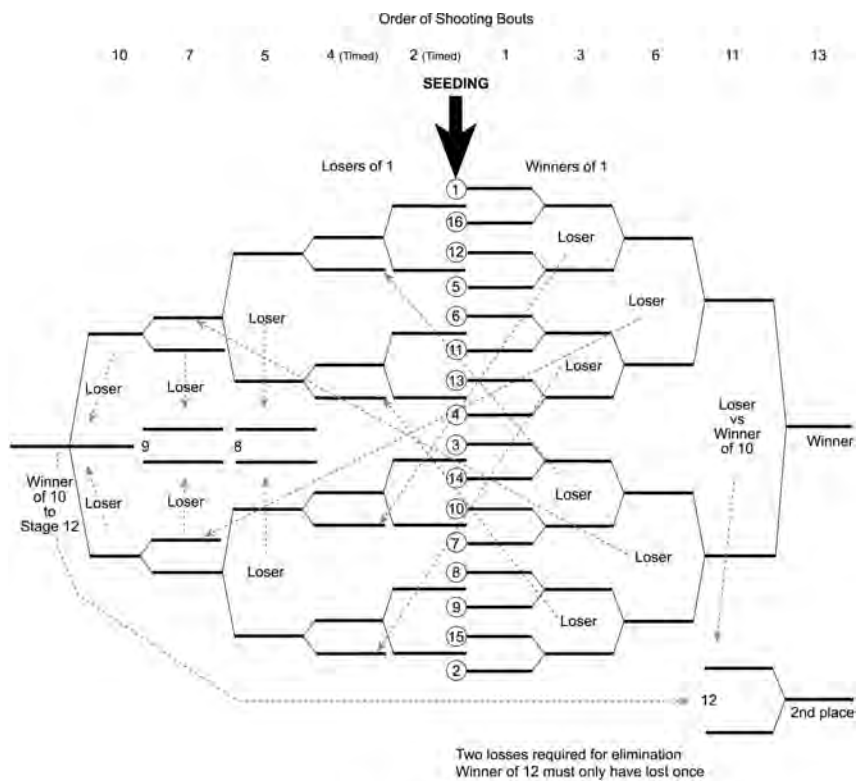 Order of Shooting Bouts
10 7 5 4 (Timed) 2 (Timed) 1 3 6 11 13
SEEDING
Losers of 1 Winners of 1
1
16
Loser
12
Loser
5
Loser
6
11
Loser
13
Loser Loser
4
Loser
vs
Winner
of 10
Winner
3
9 8
14
Winner
of 10
to
Stage 12
Loser Loser
Loser
10
7
Loser
Loser
8
9
Loser
15
2
12
2nd place
Two losses required for elimination
Winner of 12 must only have lost once